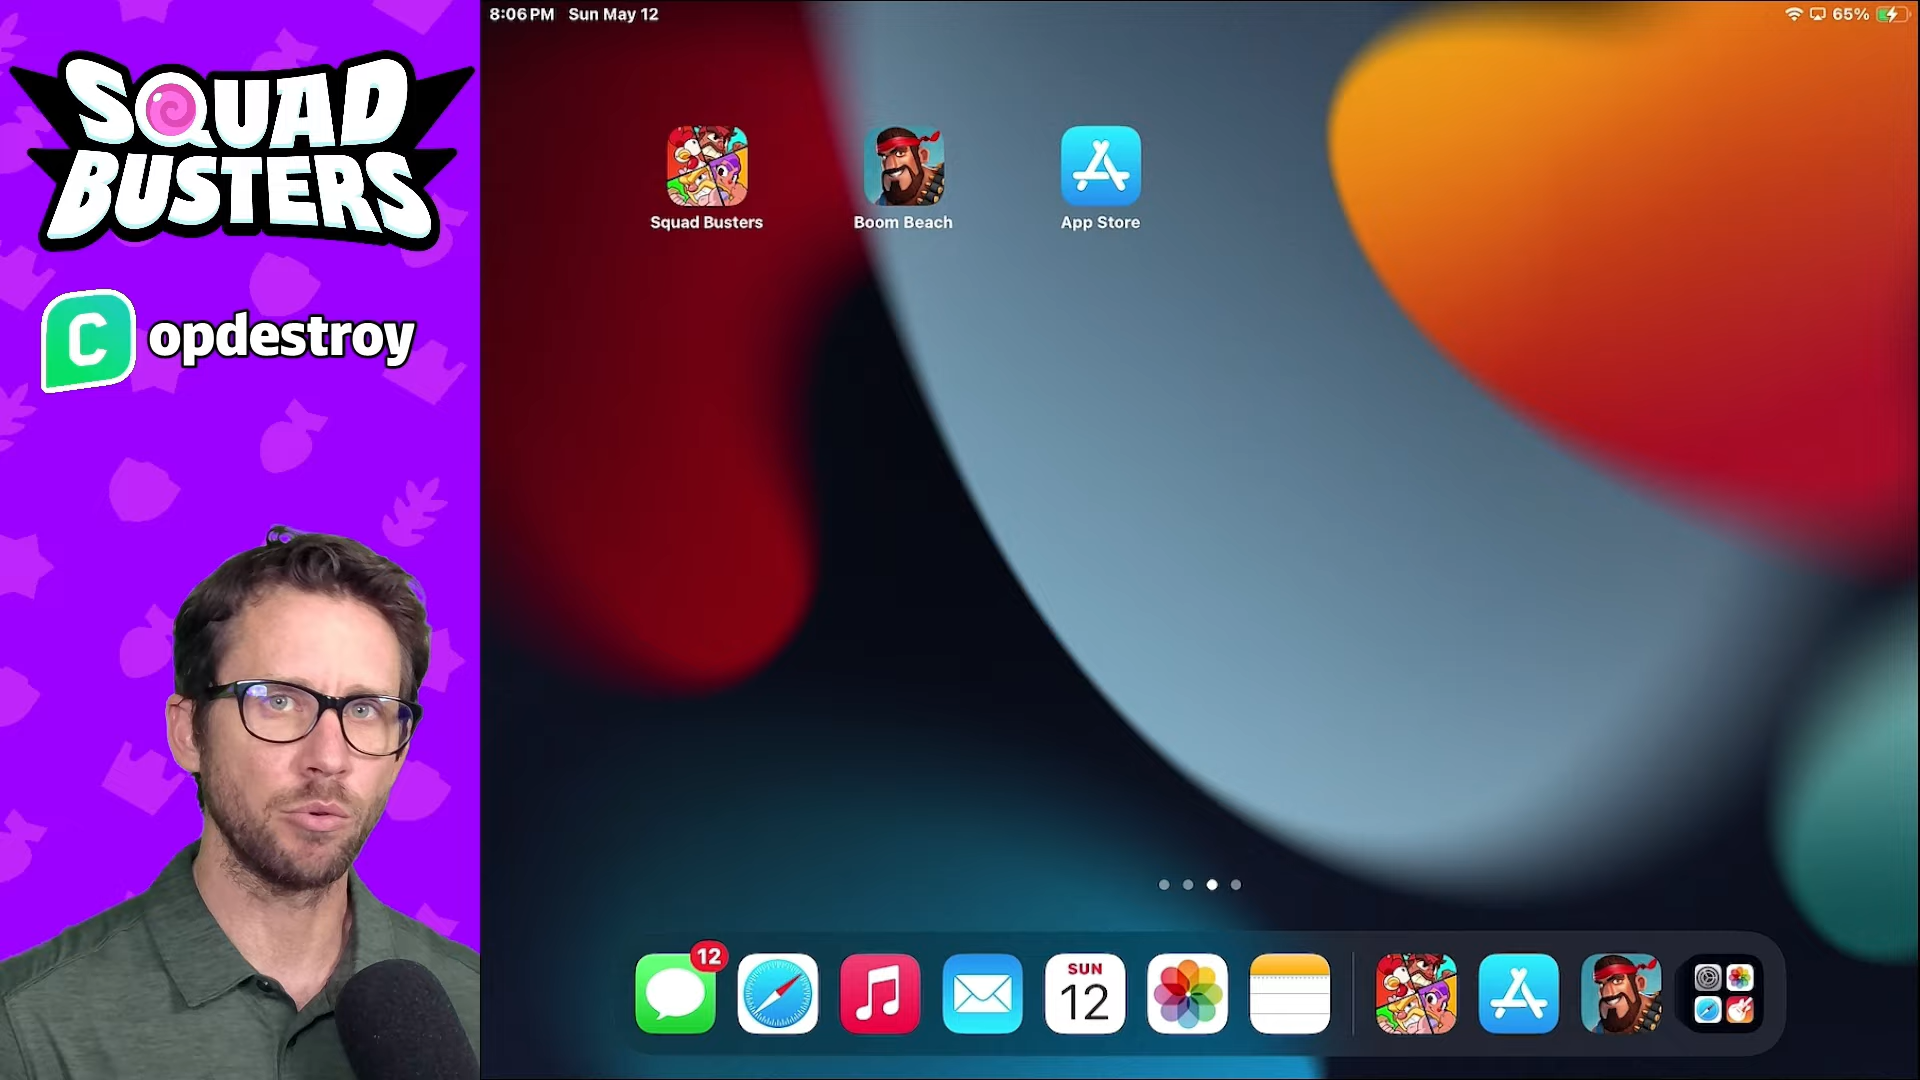 8:06 PM Sun May 12
65%
SQUAD
BUSTERS
C opdestroy
Squad Busters
Boom Beach
App Store
12
SUN
12